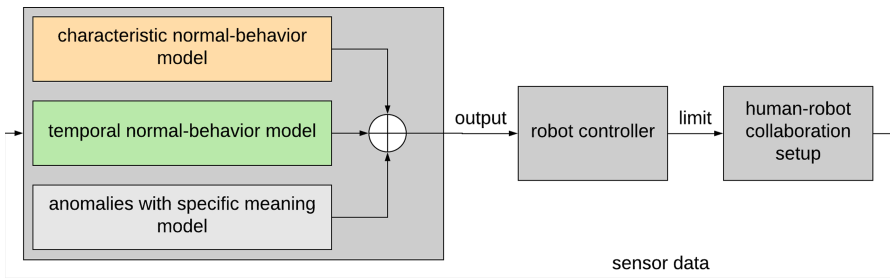 characteristic normal-behavior
model
temporal normal-behavior model
anomalies with specific meaning
model
output
robot controller
limit
human-robot
collaboration
setup
sensor data